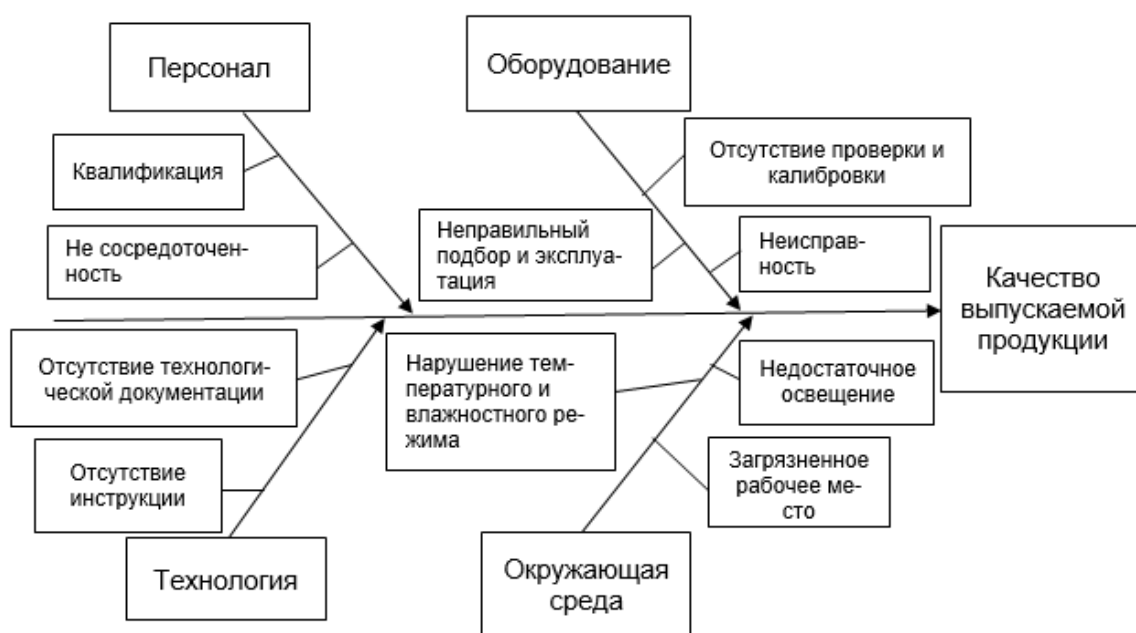 Персонал
Оборудование
Квалификация
Отсутствие проверки и
калибровки
Не сосредоточен-
ность
Неправильный
подбор и эксплуа-
тация
Неисправ-
ность
Качество
выпускаемой
продукции
Отсутствие технологи-
ческой документации
Нарушение тем-
пературного и
влажностного ре-
жима
Недостаточное
освещение
Отсутствие
инструкции
Загрязненное
рабочее ме-
сто
Технология
Окружающая
среда